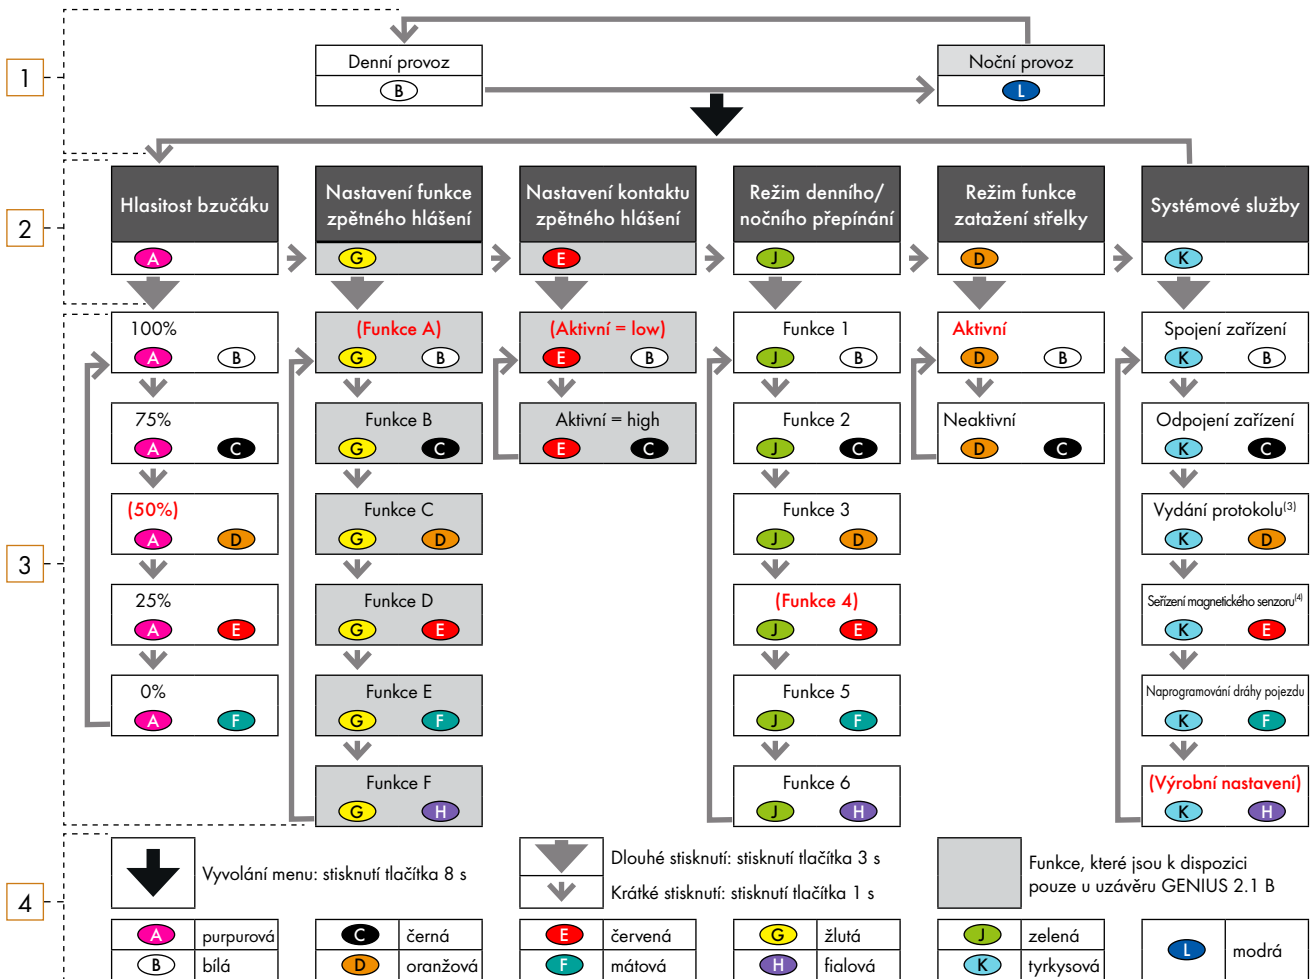 1
Denní provoz
B
Noční provoz
L
2
Hlasitost bzučáku
A
Nastavení funkce
zpětného hlášení
G
Nastavení kontaktu
zpětného hlášení
E
Režim denního/
nočního přepínání
J
Režim funkce
zatažení střelky
D
Systémové služby
K
3
100%
A B
75%
A C
(50%)
A D
25%
A E
0%
A F
(Funkce A)
G B
Funkce B
G C
Funkce C
G D
Funkce D
G E
Funkce E
G F
Funkce F
G H
(Aktivní = low)
E B
Aktivní = high
E C
Funkce 1
J B
Funkce 2
J C
Funkce 3
J D
(Funkce 4)
J E
Funkce 5
J F
Funkce 6
J H
Aktivní
D B
Neaktivní
D C
Spojení zařízení
K B
Odpojení zařízení
K C
Vydání protokolu(3)
K D
Seřízení magnetického senzoru(4)
K E
Naprogramování dráhy pojezdu
K F
(Výrobní nastavení)
K H
4
Vyvolání menu: stisknutí tlačítka 8 s
Dlouhé stisknutí: stisknutí tlačítka 3 s
Krátké stisknutí: stisknutí tlačítka 1 s
Funkce, které jsou k dispozici
pouze u uzávěru GENIUS 2.1 B
A purpurová
B bílá
C černá
D oranžová
E červená
F mátová
G žlutá
H fialová
J zelená
K tyrkysová
L modrá